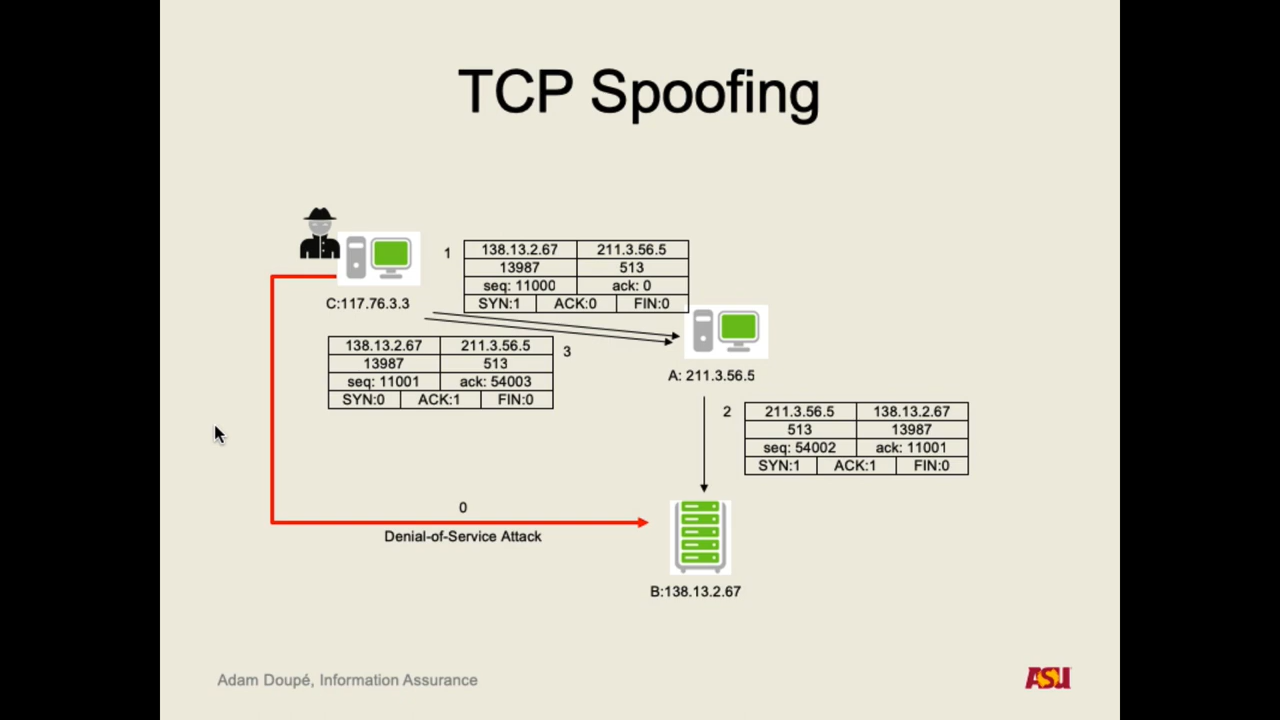 TCP Spoofing
1
138.13.2.67 211.3.56.5
13987 513
seq: 11000 ack: 0
SYN:1 ACK:0 FIN:0
C:117.76.3.3
138.13.2.67 211.3.56.5
13987 513
seq: 11001 ack: 54003
SYN:0 ACK:1 FIN:0
3
A: 211.3.56.5
2
211.3.56.5 138.13.2.67
513 13987
seq: 54002 ack: 11001
SYN:1 ACK:1 FIN:0
0
Denial-of-Service Attack
B:138.13.2.67
Adam Doupé, Information Assurance
ASU